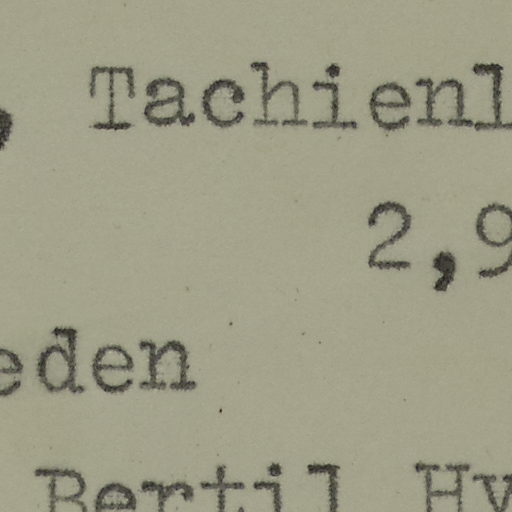 , Tachienl
2,9
eden
Bertil Hy